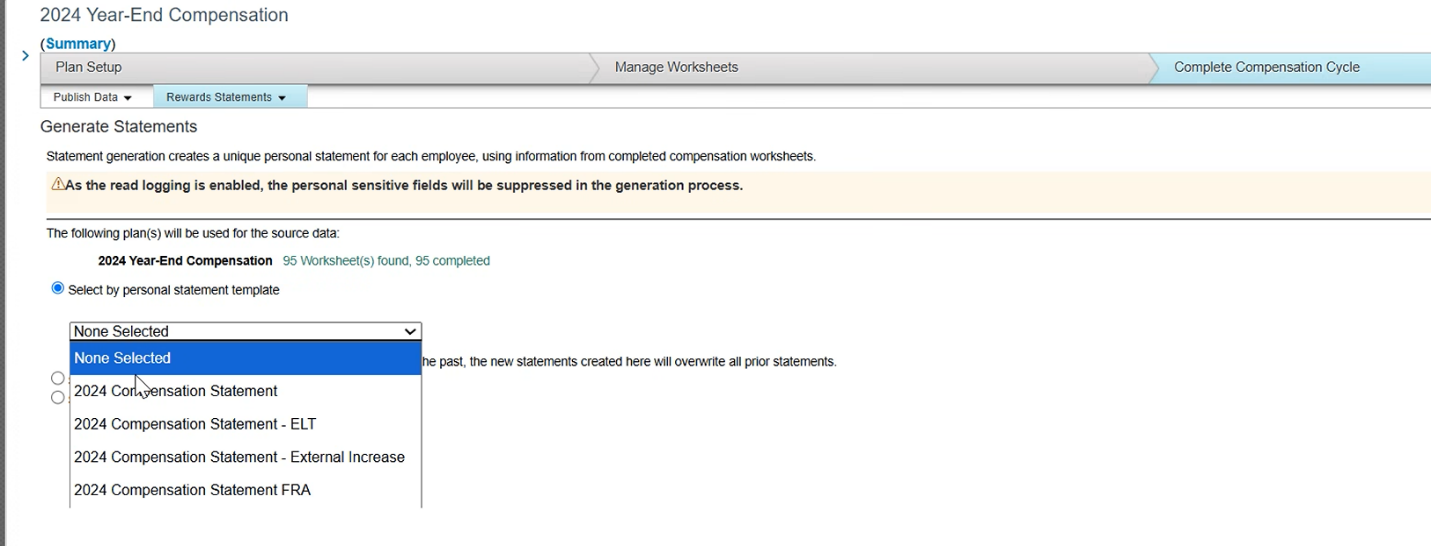 2024 Year-End Compensation
(Summary)
Plan Setup
Manage Worksheets
Complete Compensation Cycle
Publish Data
Rewards Statements
Generate Statements
Statement generation creates a unique personal statement for each employee, using information from completed compensation worksheets.
As the read logging is enabled, the personal sensitive fields will be suppressed in the generation process.
The following plan(s) will be used for the source data:
2024 Year-End Compensation 95 Worksheet(s) found, 95 completed
Select by personal statement template
None Selected
None Selected
he past, the new statements created here will overwrite all prior statements.
2024 Compensation Statement
2024 Compensation Statement - ELT
2024 Compensation Statement - External Increase
2024 Compensation Statement FRA